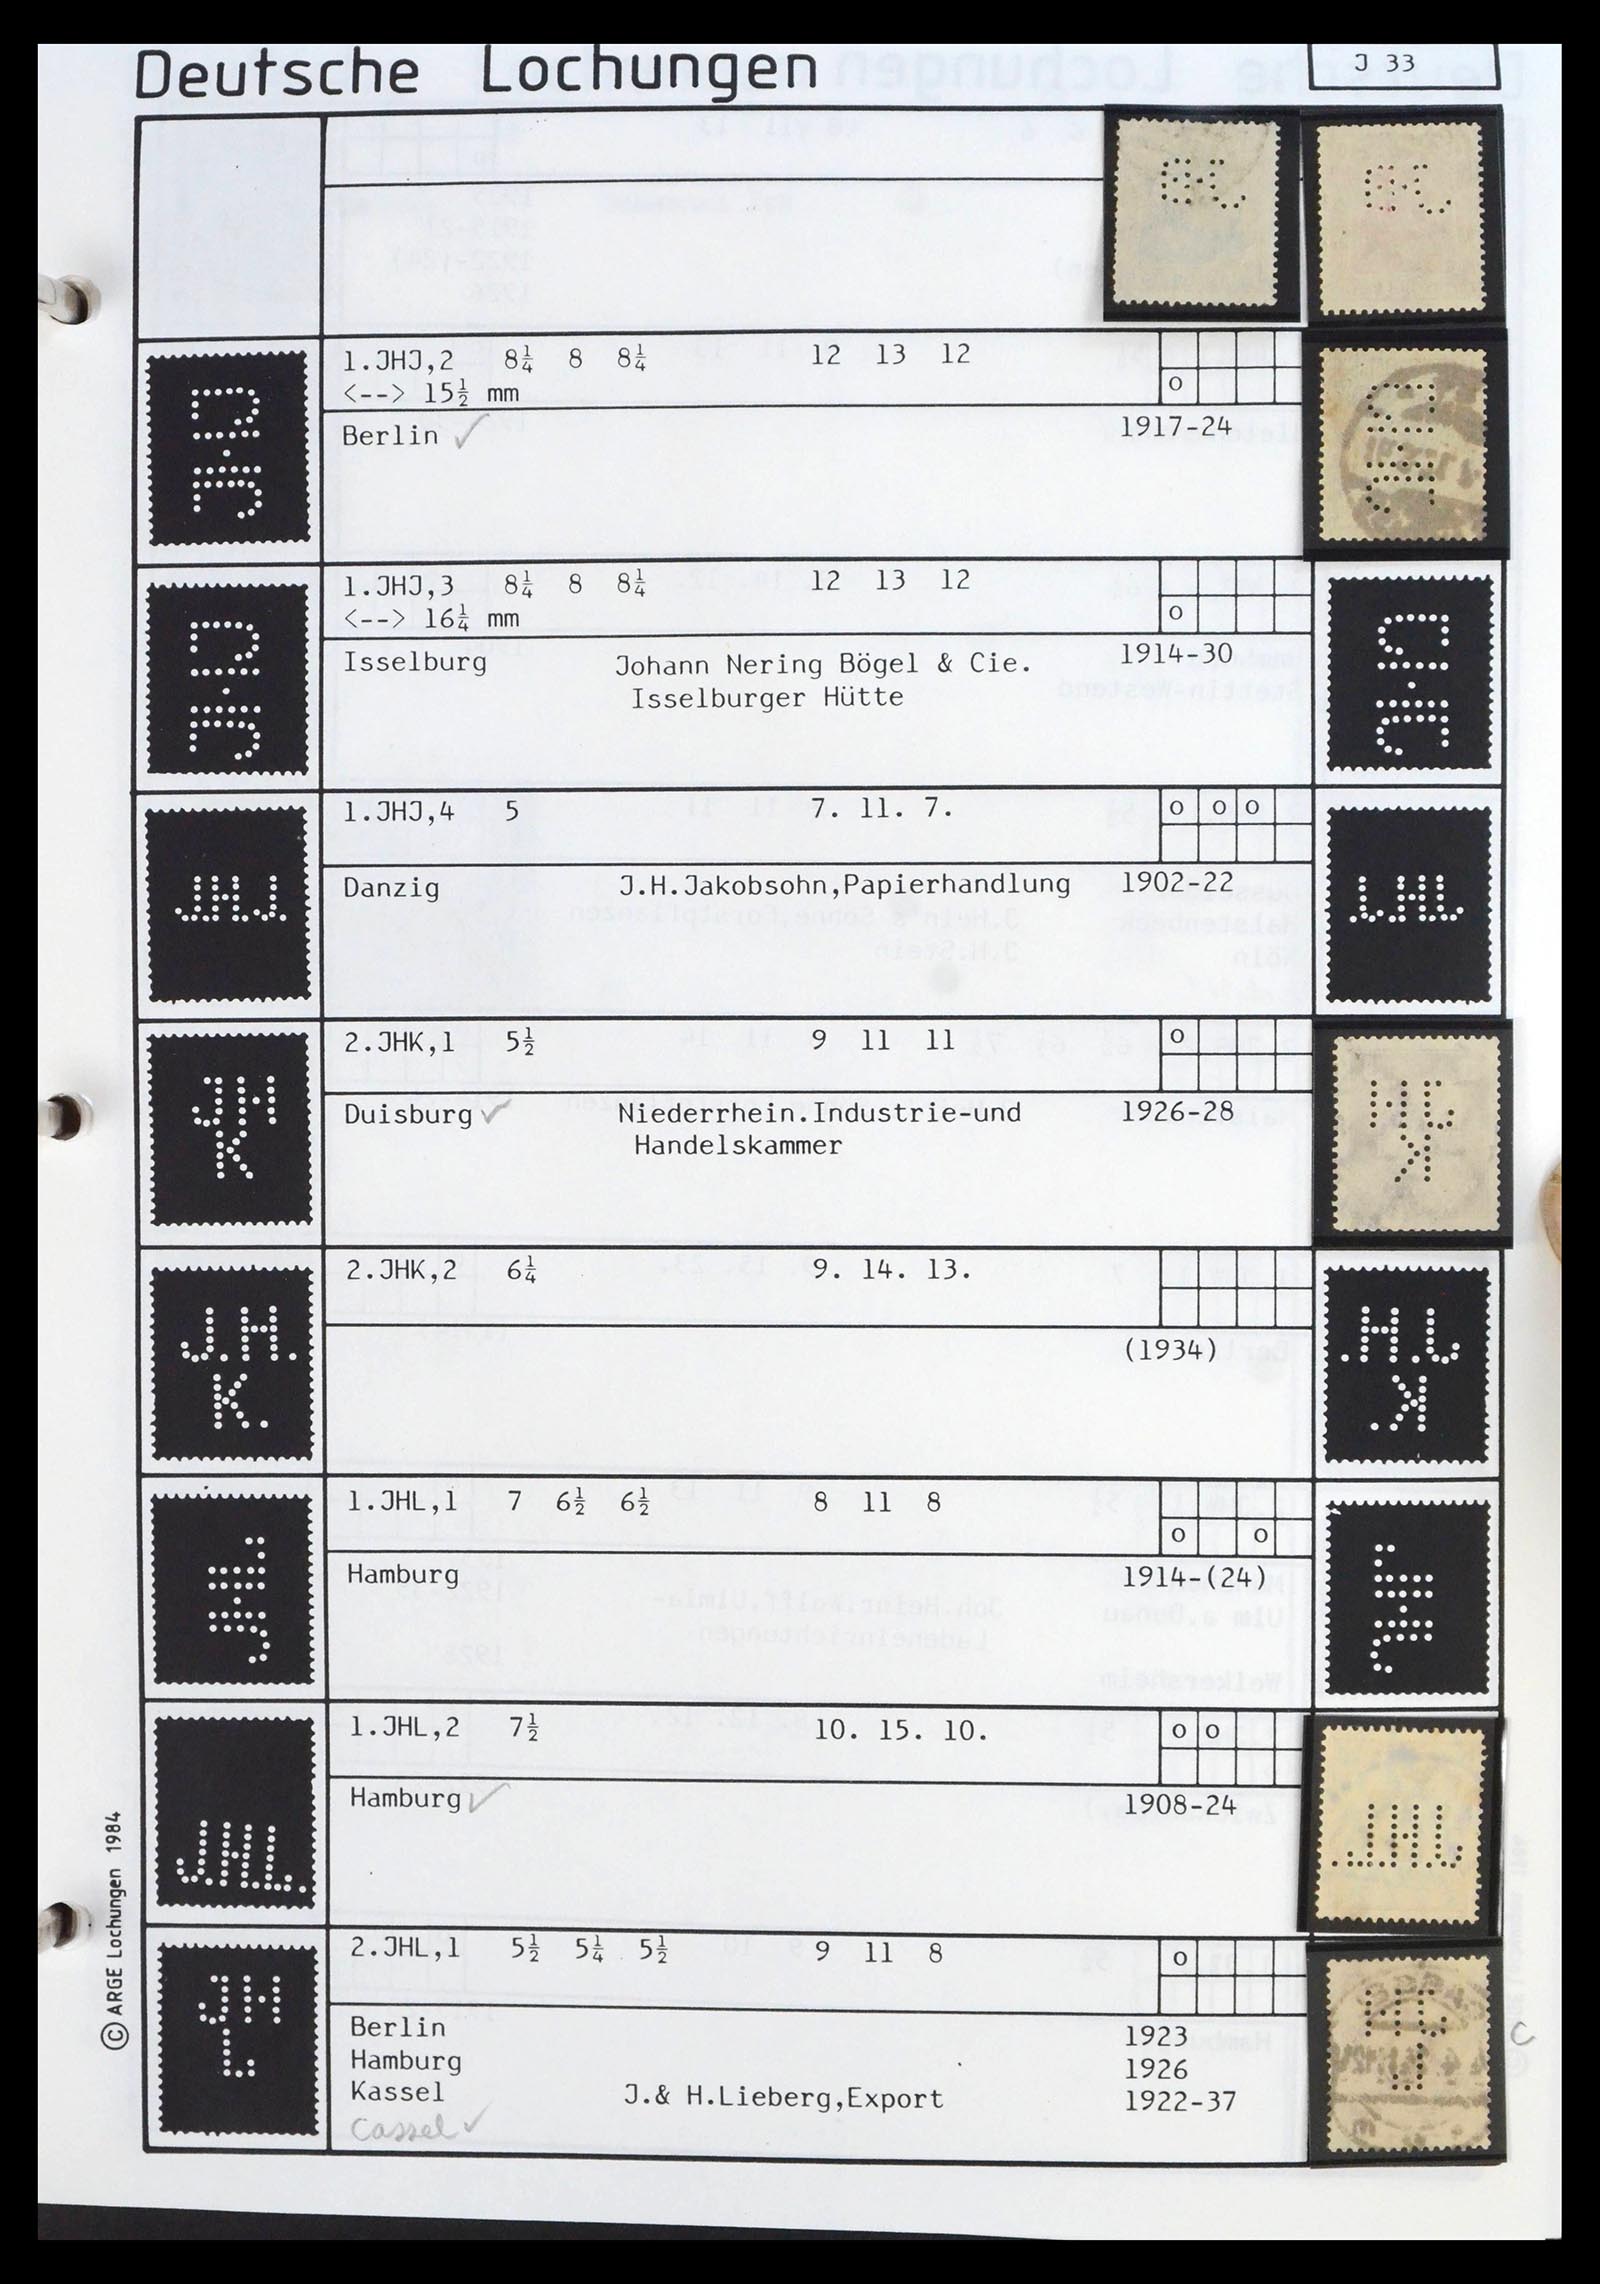 Deutsche Lochungen
J 33
1.JHJ,2 8¼ 8 8¼ 12 13 12
<--> 15½ mm o
Berlin ✓ 1917-24
1.JHJ,3 8¼ 8 8¼ 12 13 12
<--> 16¼ mm o
Isselburg Johann Nering Bögel & Cie. 1914-30
Isselburger Hütte
1.JHJ,4 5 7. 11. 7. o o o
JHJ.
Danzig J.H.Jakobsohn,Papierhandlung 1902-22
2.JHK,1 5½ 9 11 11 o
JH
K
Duisburg ✓ Niederrhein.Industrie-und 1926-28
Handelskammer
2.JHK,2 6¼ 9. 14. 13.
J.H.
K.
(1934)
1.JHL,1 7 6½ 6½ 8 11 8
o o
JHL
Hamburg 1914-(24)
1.JHL,2 7½ 10. 15. 10. o o
Hamburg ✓ 1908-24
JHL.
2.JHL,1 5½ 5¼ 5½ 9 11 8 o
JH
L
Berlin 1923
Hamburg 1926
Kassel J.& H.Lieberg,Export 1922-37
Cassel ✓
C
© ARGE Lochungen 1984